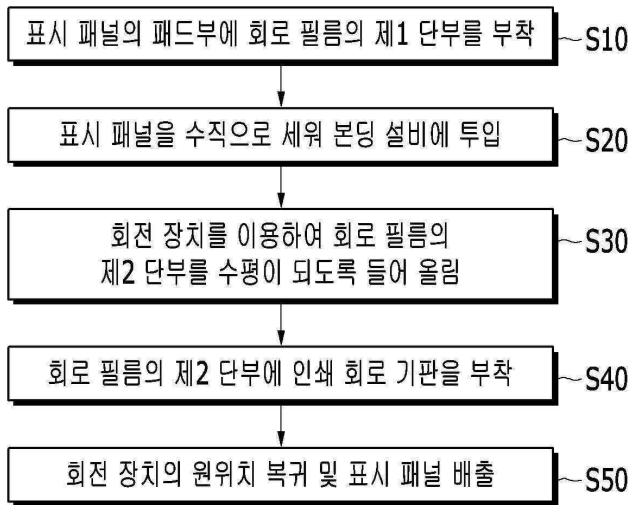 표시 패널의 패드부에 회로 필름의 제1 단부를 부착
S10
표시 패널을 수직으로 세워 본딩 설비에 투입
S20
회전 장치를 이용하여 회로 필름의
제2 단부를 수평이 되도록 들어 올림
S30
회로 필름의 제2 단부에 인쇄 회로 기판을 부착
S40
회전 장치의 원위치 복귀 및 표시 패널 배출
S50